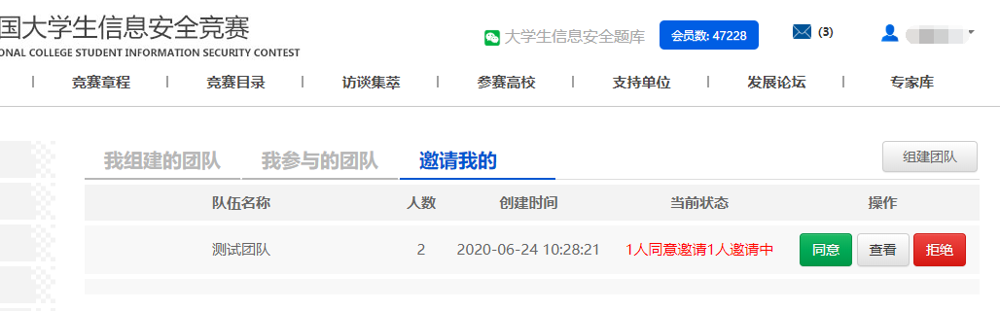 国大学生信息安全竞赛
ONAL COLLEGE STUDENT INFORMATION SECURITY CONTEST
大学生信息安全题库
会员数: 47228
(3)
竞赛章程 竞赛目录 访谈集萃 参赛高校 支持单位 发展论坛 专家库
我组建的团队 我参与的团队 邀请我的 组建团队
队伍名称 人数 创建时间 当前状态 操作
测试团队 2 2020-06-24 10:28:21 1人同意邀请1人邀请中 同意 查看 拒绝